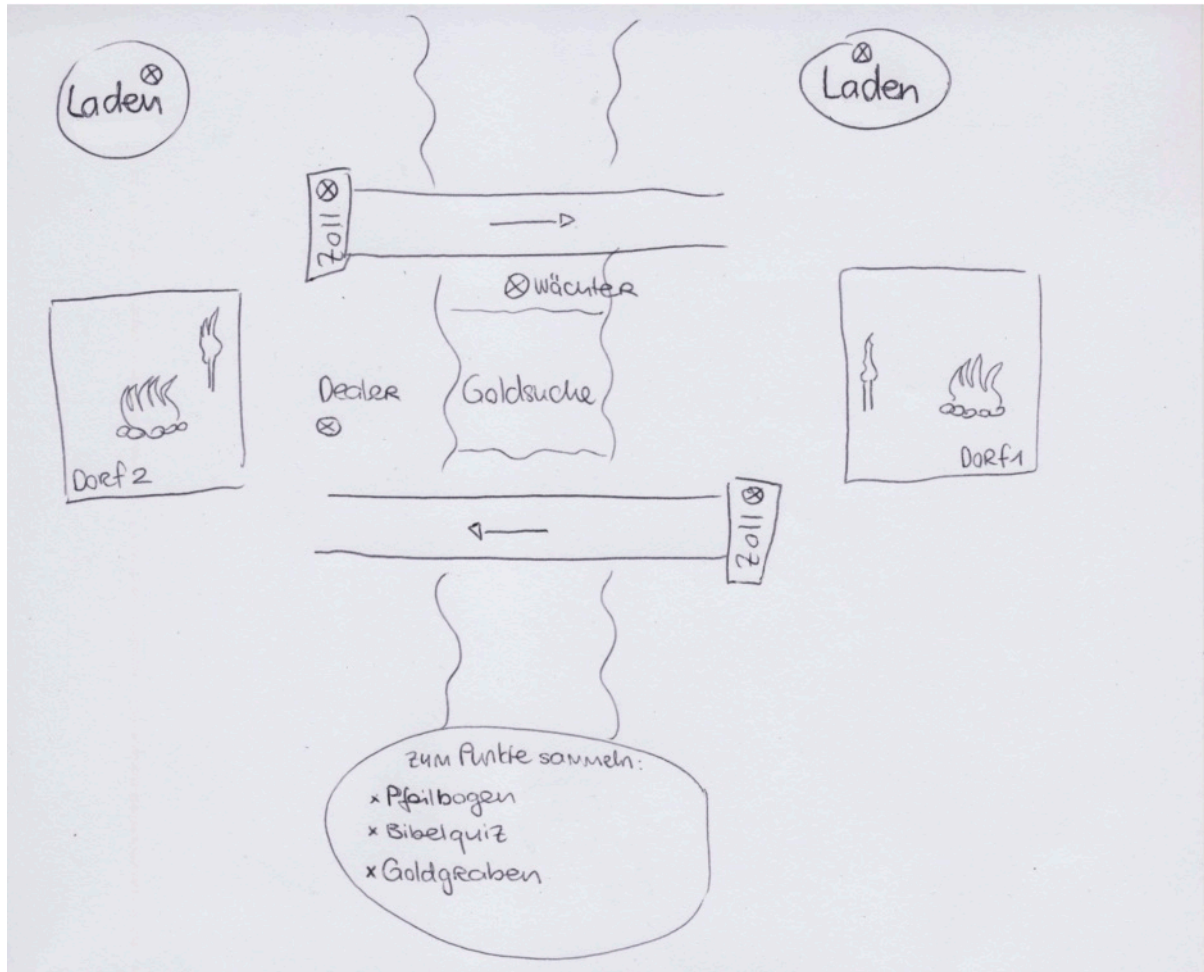 Laden
Laden
Zoll
Wächter
Dealer
Goldsuche
Dorf 2
Dorf 1
Zoll
zum Punkte sammeln:
x Pfeilbogen
x Bibelquiz
x Goldgraben